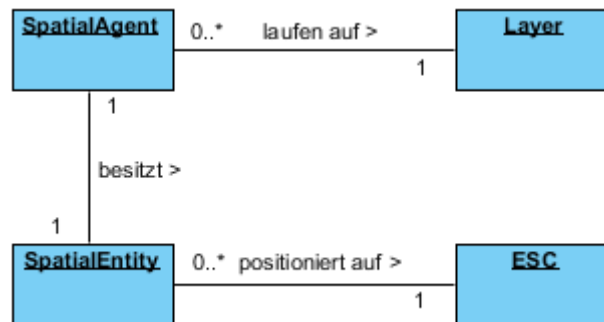 SpatialAgent 0..* laufen auf > Layer
1
1
besitzt >
1
SpatialEntity 0..* positioniert auf > ESC
1